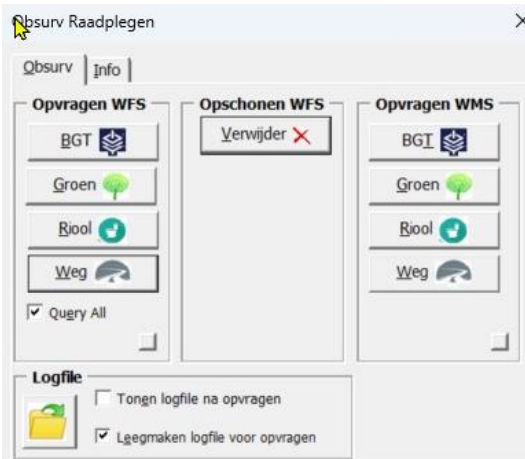 Obsurv Raadplegen
Obsurv
Info
Opvragen WFS
BGT
Groen
Riool
Weg
Query All
Opschonen WFS
Verwijder
Opvragen WMS
BGT
Groen
Riool
Weg
Logfile
Tonen logfile na opvragen
Leegmaken logfile voor opvragen